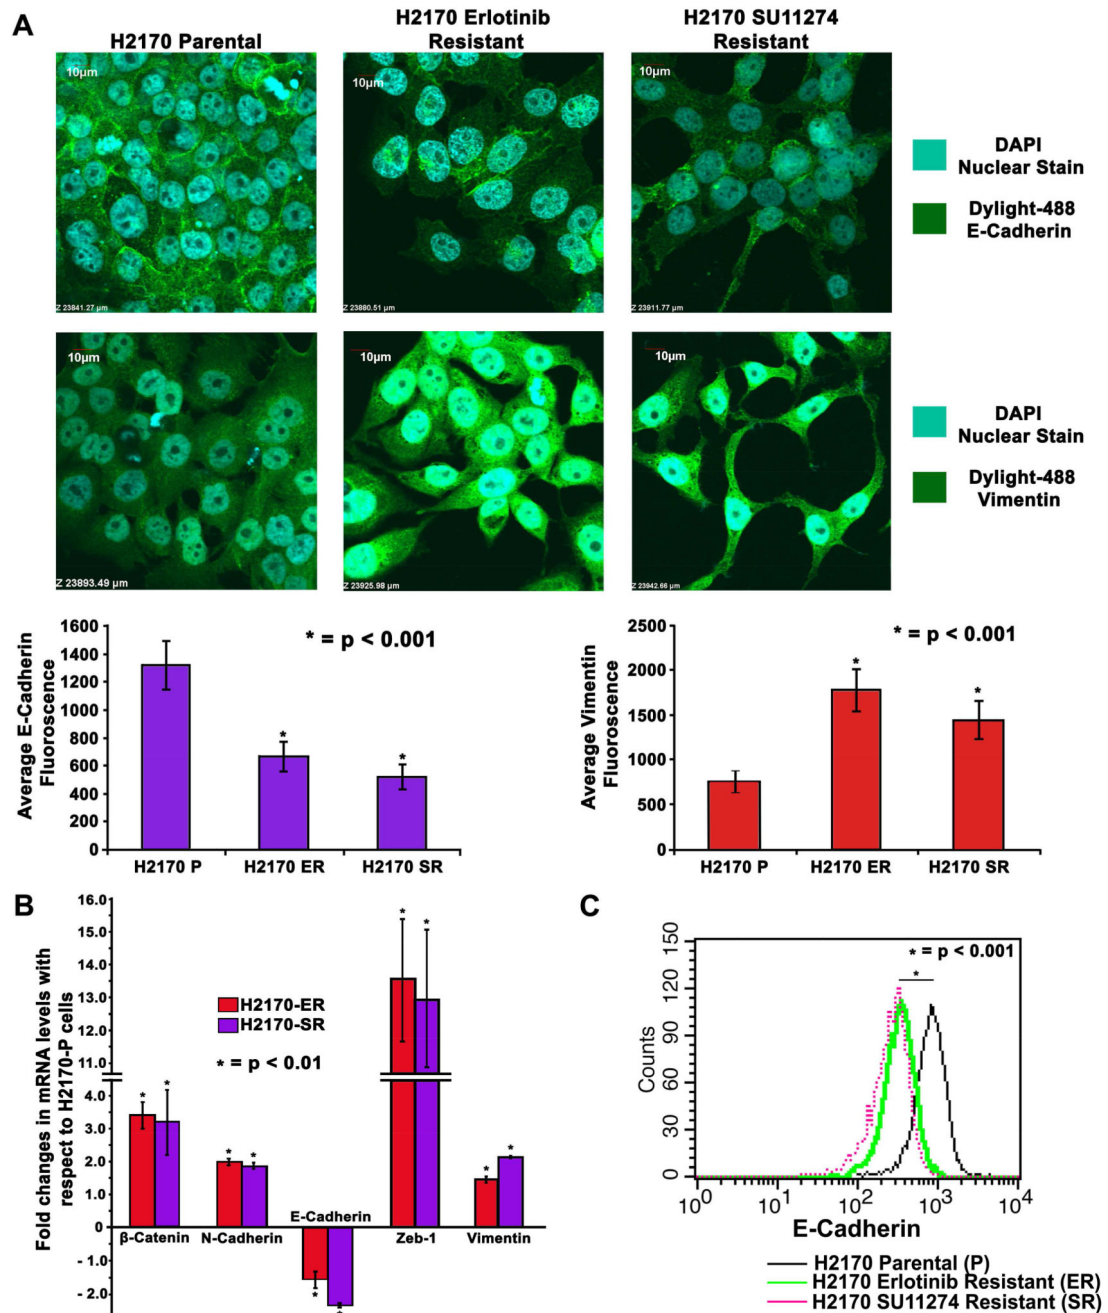 A
H2170 Parental
H2170 Erlotinib
Resistant
H2170 SU11274
Resistant
10µm
10µm
10µm
Z 23841.27 µm
Z 23880.51 µm
Z 23911.77 µm
DAPI
Nuclear Stain
Dylight-488
E-Cadherin
10µm
10µm
10µm
Z 23893.49 µm
Z 23925.98 µm
Z 23942.66 µm
DAPI
Nuclear Stain
Dylight-488
Vimentin
Average E-Cadherin
Fluoroscence
1600
1400
1200
1000
800
600
400
200
0
* = p < 0.001
*
*
H2170 P
H2170 ER
H2170 SR
Average Vimentin
Fluoroscence
2500
2000
1500
1000
500
0
* = p < 0.001
*
*
H2170 P
H2170 ER
H2170 SR
B
Fold changes in mRNA levels with
respect to H2170-P cells
16.0
15.0
14.0
13.0
12.0
11.0
4.0
3.0
2.0
1.0
0
- 1.0
- 2.0
H2170-ER
H2170-SR
* = p < 0.01
* *
* *
* *
* *
* *
β-Catenin
N-Cadherin
E-Cadherin
Zeb-1
Vimentin
C
Counts
150
120
90
60
30
0
* = p < 0.001
*
10⁰ 10¹ 10² 10³ 10⁴
E-Cadherin
H2170 Parental (P)
H2170 Erlotinib Resistant (ER)
H2170 SU11274 Resistant (SR)